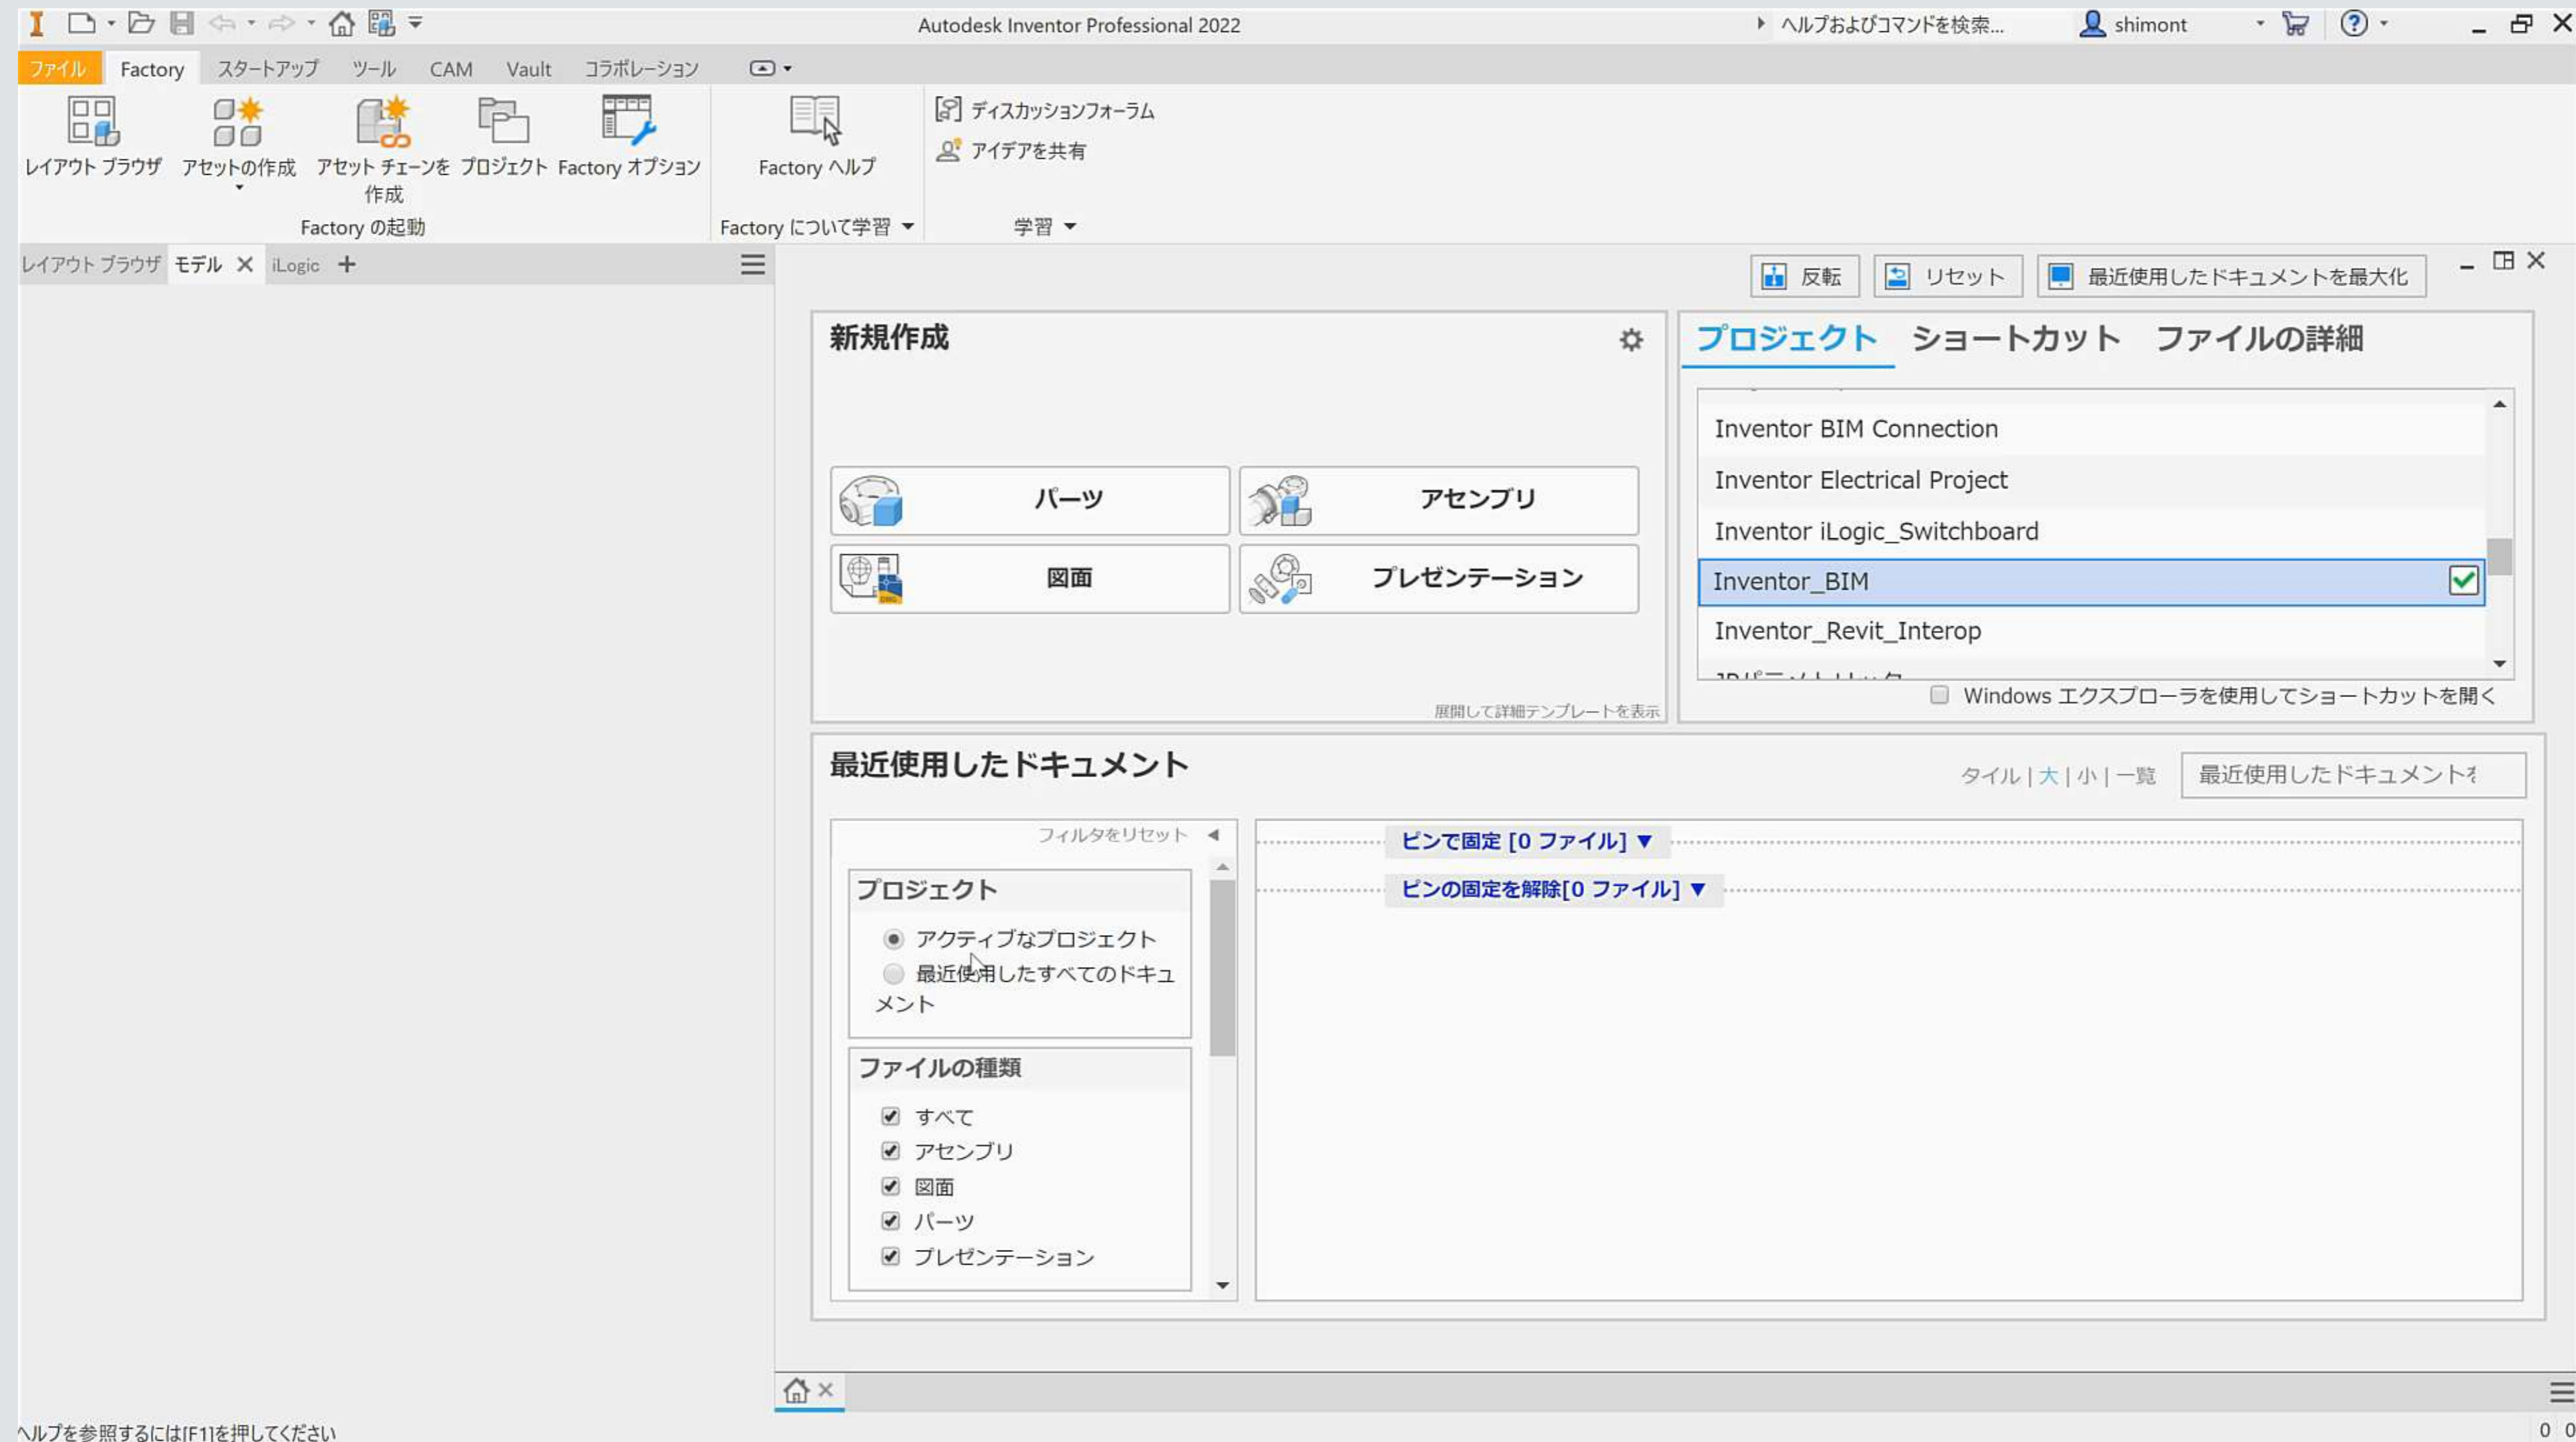 Autodesk Inventor Professional 2022
ヘルプおよびコマンドを検索...
shimont
ファイル Factory スタートアップ ツール CAM Vault コラボレーション
レイアウト ブラウザ
アセットの作成
アセット チェーンを
作成
プロジェクト
Factory オプション
Factory ヘルプ
ディスカッションフォーラム
アイデアを共有
Factory の起動
Factory について学習
学習
レイアウト ブラウザ モデル iLogic
反転 リセット 最近使用したドキュメントを最大化
新規作成
パーツ
アセンブリ
図面
プレゼンテーション
展開して詳細テンプレートを表示
プロジェクト ショートカット ファイルの詳細
Inventor BIM Connection
Inventor Electrical Project
Inventor iLogic_Switchboard
Inventor_BIM
Inventor_Revit_Interop
Windows エクスプローラを使用してショートカットを開く
最近使用したドキュメント
タイル | 大 | 小 | 一覧
最近使用したドキュメント
フィルタをリセット
プロジェクト
アクティブなプロジェクト
最近使用したすべてのドキュ
メント
ファイルの種類
すべて
アセンブリ
図面
パーツ
プレゼンテーション
ピンで固定 [0 ファイル] ▼
ピンの固定を解除[0 ファイル] ▼
ヘルプを参照するには[F1]を押してください
0 0